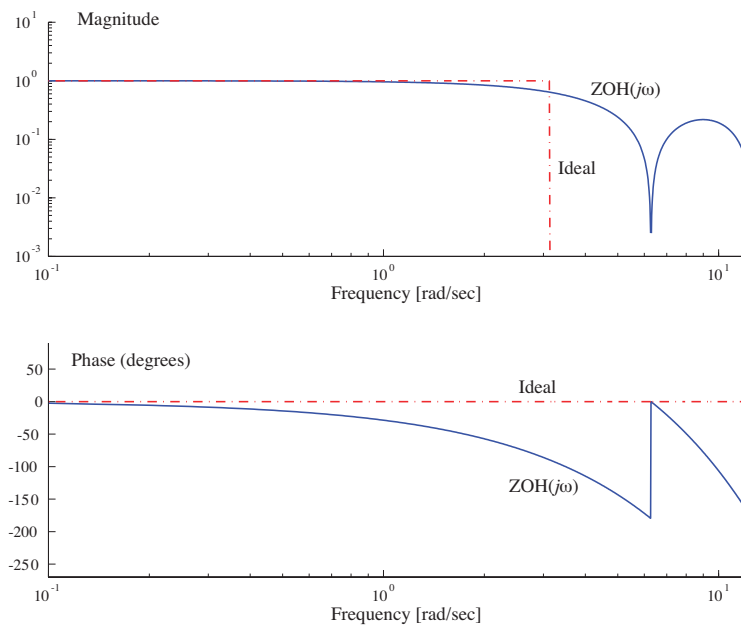 Magnitude
10^1
10^0
ZOH(jω)
10^-1
Ideal
10^-2
10^-3
10^-1
10^0
10^1
Frequency [rad/sec]
Phase (degrees)
50
Ideal
0
-50
-100
ZOH(jω)
-150
-200
-250
10^-1
10^0
10^1
Frequency [rad/sec]